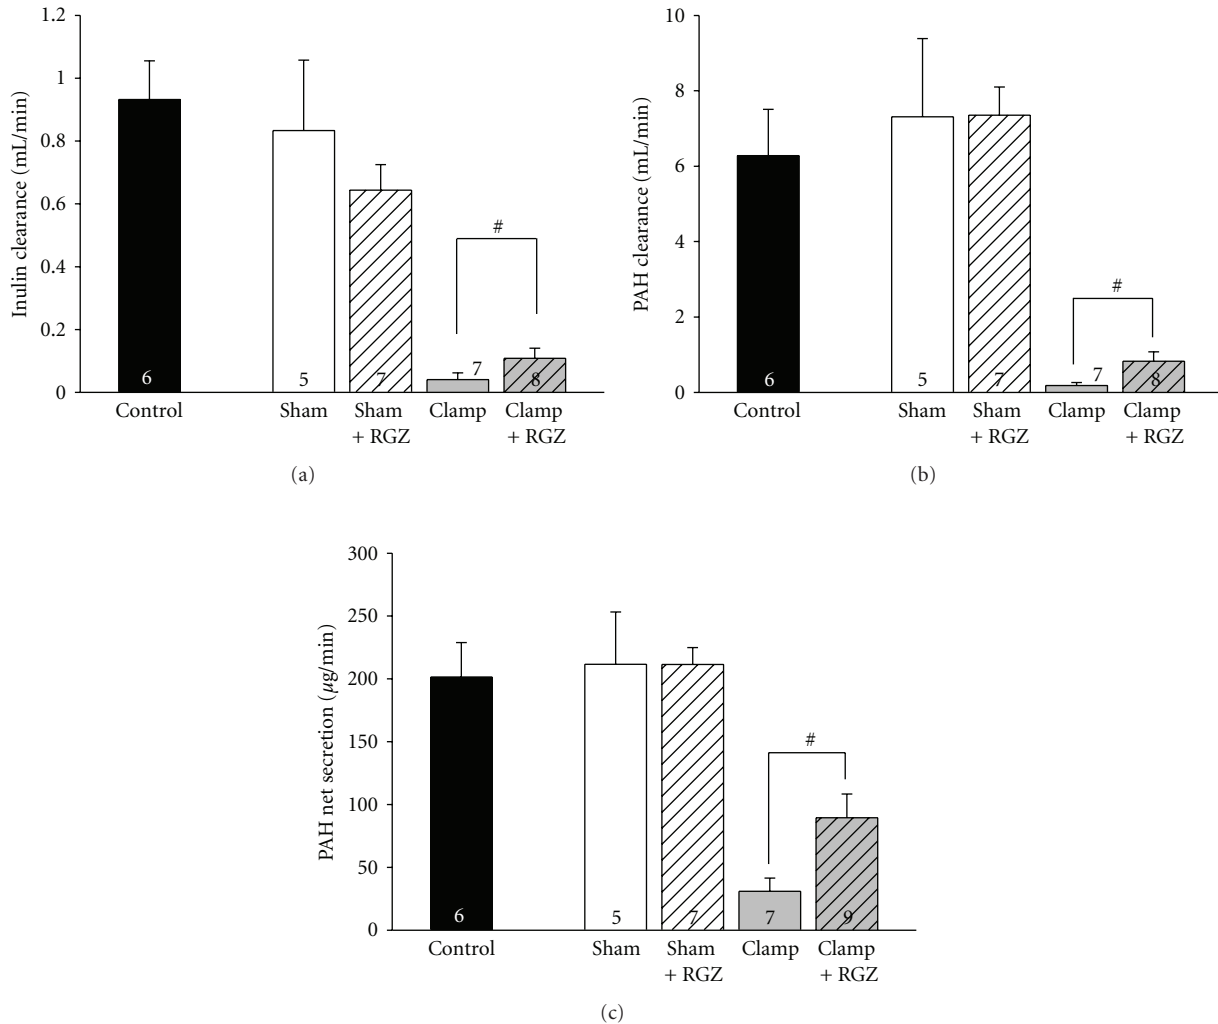 1.2
1
0.8
0.6
0.4
0.2
0
Inulin clearance (mL/min)
#
6
5
7
7
8
Control
Sham
Sham
+ RGZ
Clamp
Clamp
+ RGZ
(a)
10
8
6
4
2
0
PAH clearance (mL/min)
#
6
5
7
7
8
Control
Sham
Sham
+ RGZ
Clamp
Clamp
+ RGZ
(b)
300
250
200
150
100
50
0
PAH net secretion (µg/min)
#
6
5
7
7
9
Control
Sham
Sham
+ RGZ
Clamp
Clamp
+ RGZ
(c)